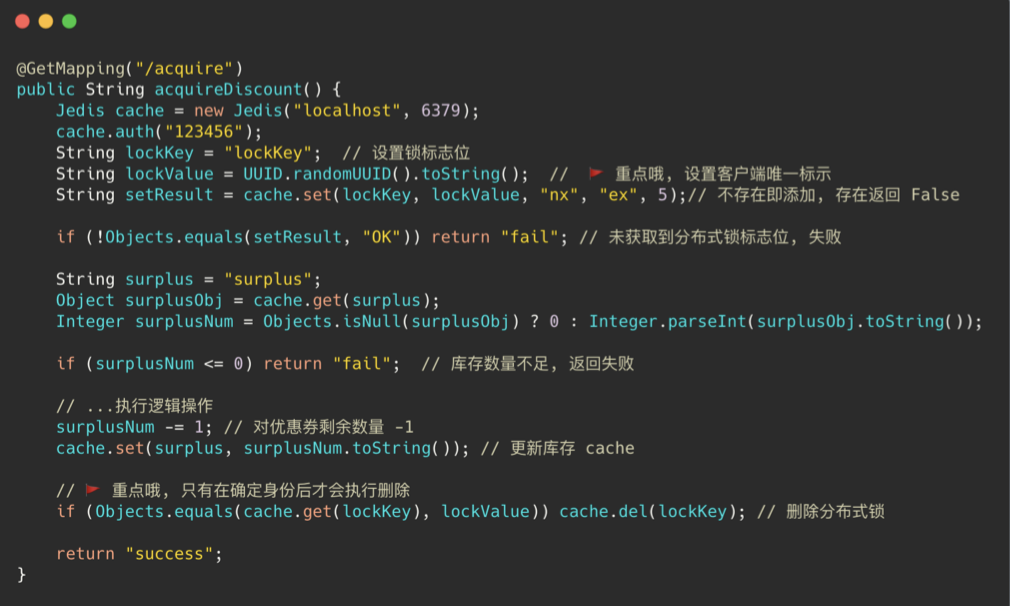 @GetMapping("/acquire")
public String acquireDiscount() {
    Jedis cache = new Jedis("localhost", 6379);
    cache.auth("123456");
    String lockKey = "lockKey";  // 设置锁标志位
    String lockValue = UUID.randomUUID().toString();  //  🚩 重点哦, 设置客户端唯一标示
    String setResult = cache.set(lockKey, lockValue, "nx", "ex", 5);// 不存在即添加, 存在返回 False

    if (!Objects.equals(setResult, "OK")) return "fail"; // 未获取到分布式锁标志位, 失败

    String surplus = "surplus";
    Object surplusObj = cache.get(surplus);
    Integer surplusNum = Objects.isNull(surplusObj) ? 0 : Integer.parseInt(surplusObj.toString());

    if (surplusNum <= 0) return "fail";  // 库存数量不足, 返回失败

    // ...执行逻辑操作
    surplusNum -= 1; // 对优惠券剩余数量 -1
    cache.set(surplus, surplusNum.toString()); // 更新库存 cache

    // 🚩 重点哦, 只有在确定身份后才会执行删除
    if (Objects.equals(cache.get(lockKey), lockValue)) cache.del(lockKey); // 删除分布式锁

    return "success";
}